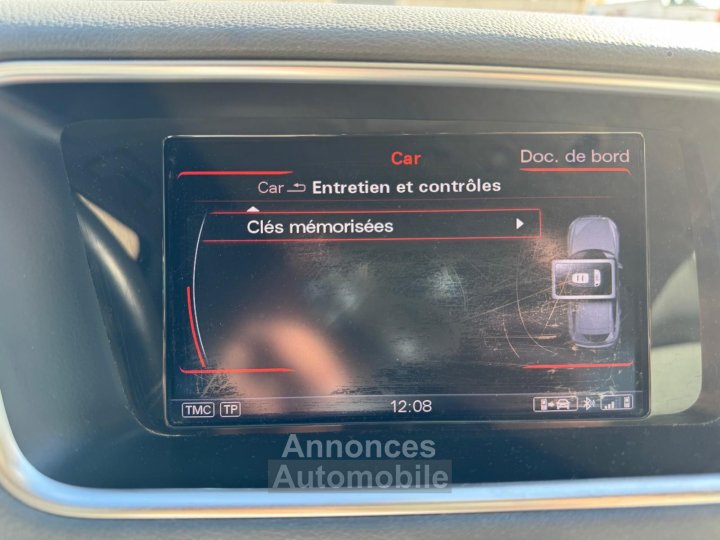 Car
Doc. de bord
Car Entretien et contrôles
Clés mémorisées
TMC TP
12:08
Annonces
Automobile